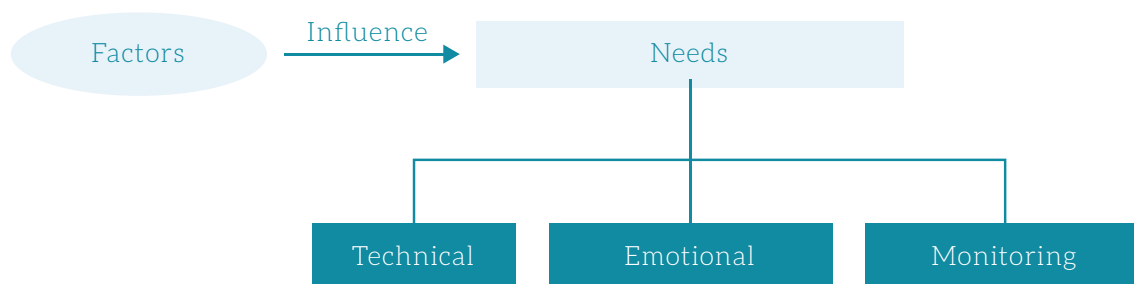 Influence
Factors
Needs
Technical
Emotional
Monitoring